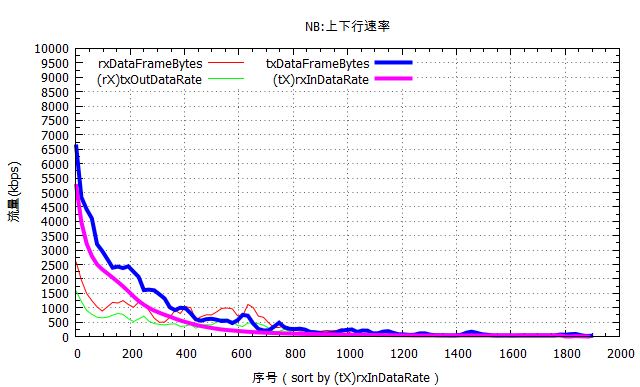 NB:上下行速率
10000
9500
9000
8500
8000
7500
7000
6500
6000
5500
5000
4500
4000
3500
3000
2500
2000
1500
1000
500
0
流量(kbps)
rxDataFrameBytes
(rX)txOutDataRate
txDataFrameBytes
(tX)rxInDataRate
0 200 400 600 800 1000 1200 1400 1600 1800 2000
序号 ( sort by (tX)rxInDataRate )